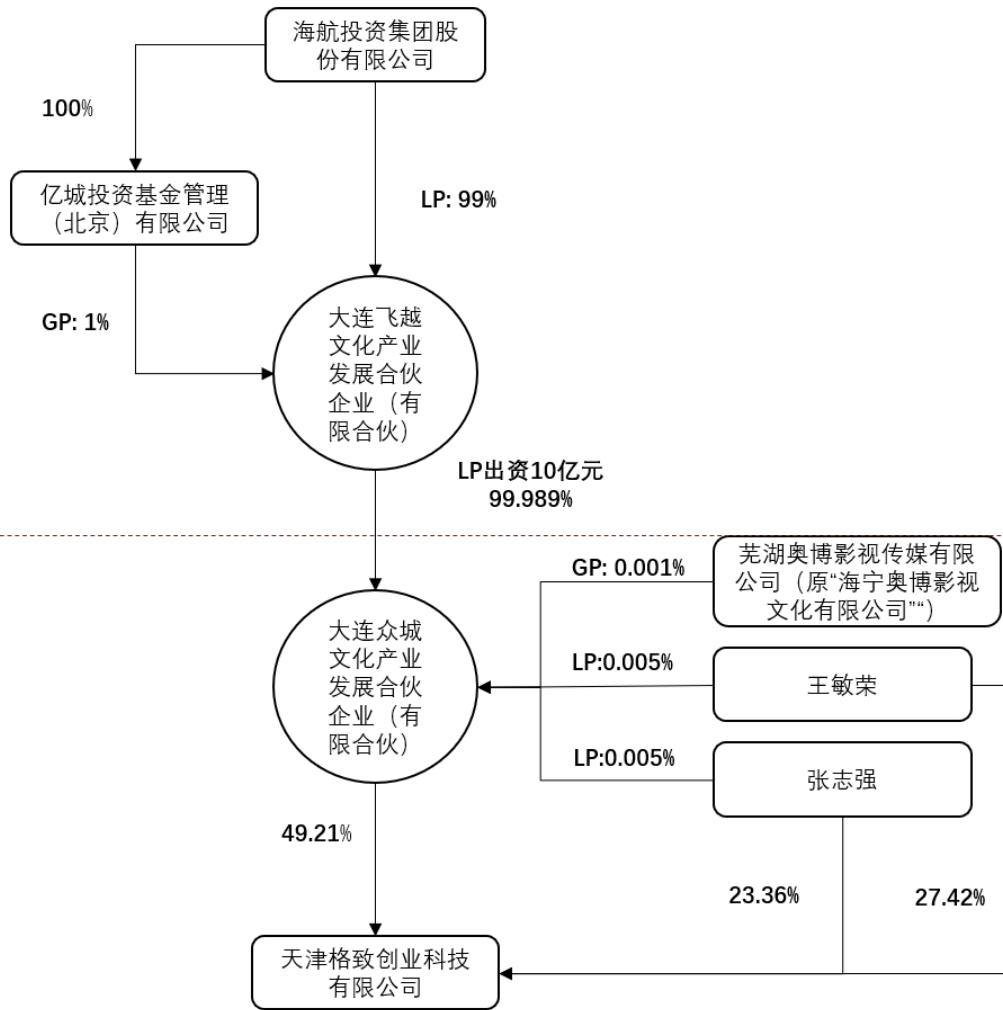 海航投资集团股
份有限公司
100%
亿城投资基金管理
（北京）有限公司
LP: 99%
GP: 1%
大连飞越
文化产业
发展合伙
企业（有
限合伙）
LP出资10亿元
99.989%
GP: 0.001%
芜湖奥博影视传媒有限
公司（原“海宁奥博影视
文化有限公司”“）
大连众城
文化产业
发展合伙
企业（有
限合伙）
LP:0.005%
王敏荣
LP:0.005%
张志强
49.21%
23.36%
27.42%
天津格致创业科技
有限公司